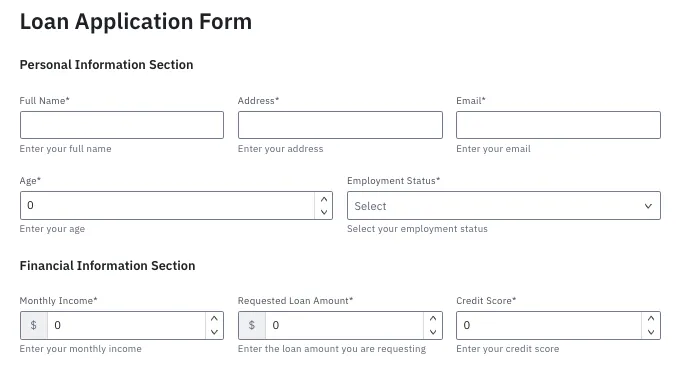 Loan Application Form
Personal Information Section
Full Name* Address* Email*
Enter your full name Enter your address Enter your email
Age* Employment Status*
0 Select
Enter your age Select your employment status
Financial Information Section
Monthly Income* Requested Loan Amount* Credit Score*
$ 0 $ 0 0
Enter your monthly income Enter the loan amount you are requesting Enter your credit score